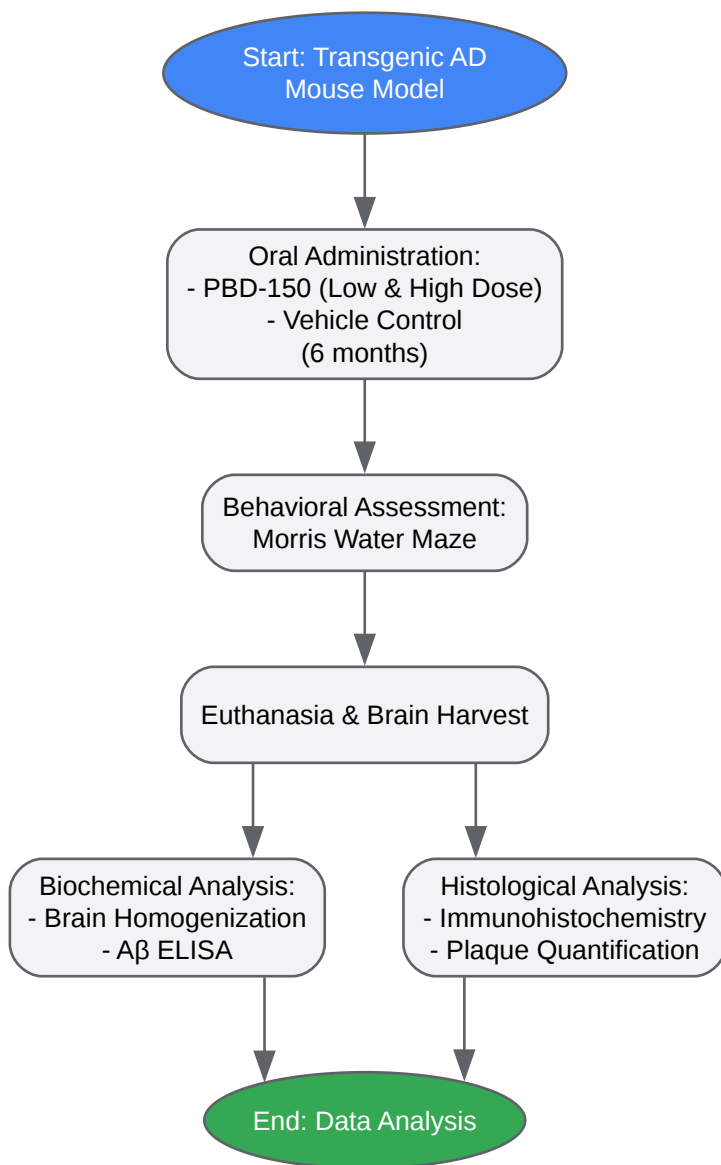 Start: Transgenic AD
Mouse Model
Oral Administration:
- PBD-150 (Low & High Dose)
- Vehicle Control
(6 months)
Behavioral Assessment:
Morris Water Maze
Euthanasia & Brain Harvest
Biochemical Analysis:
- Brain Homogenization
- Aβ ELISA
Histological Analysis:
- Immunohistochemistry
- Plaque Quantification
End: Data Analysis